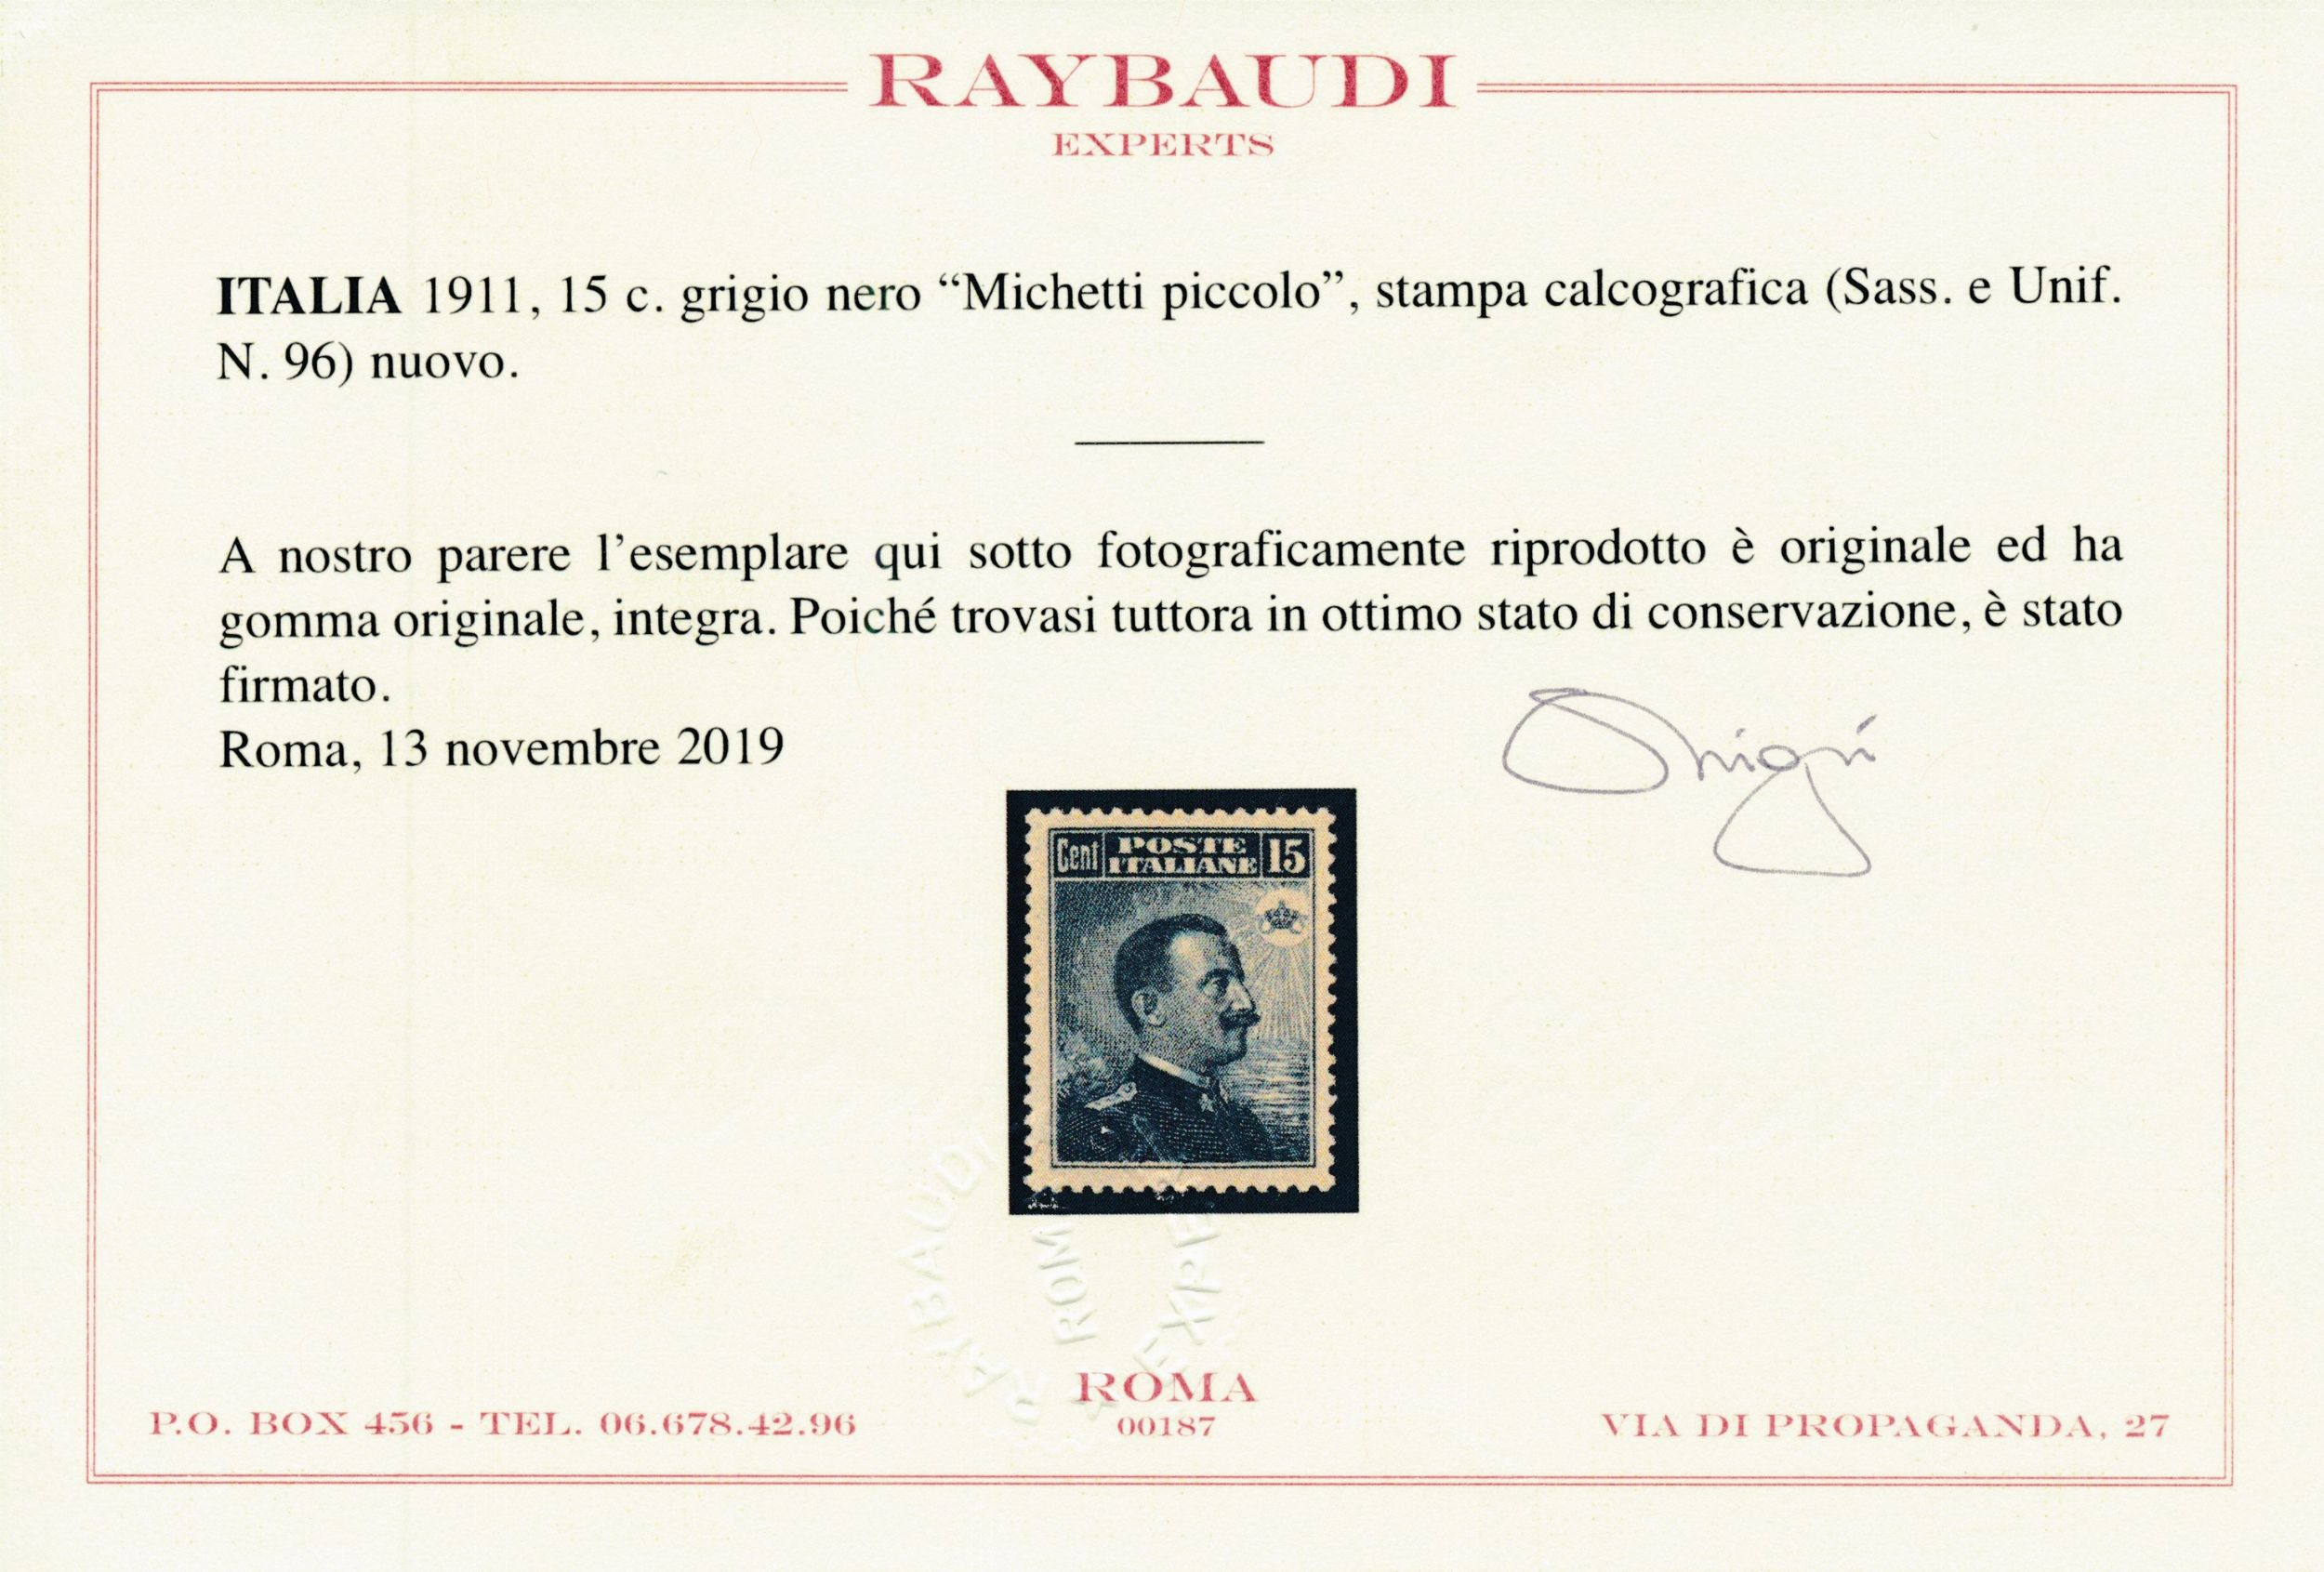 RAYBAUDI
EXPERTS
ITALIA 1911, 15 c. grigio nero “Michetti piccolo”, stampa calcografica (Sass. e Unif.
N. 96) nuovo.
A nostro parere l’esemplare qui sotto fotograficamente riprodotto è originale ed ha
gomma originale, integra. Poiché trovasi tuttora in ottimo stato di conservazione, è stato
firmato.
Roma, 13 novembre 2019
Cent POSTE 15
ITALIANE
RAYBAUDI
ROMA
00187
P.O. BOX 456 - TEL. 06.678.42.96
VIA DI PROPAGANDA, 27